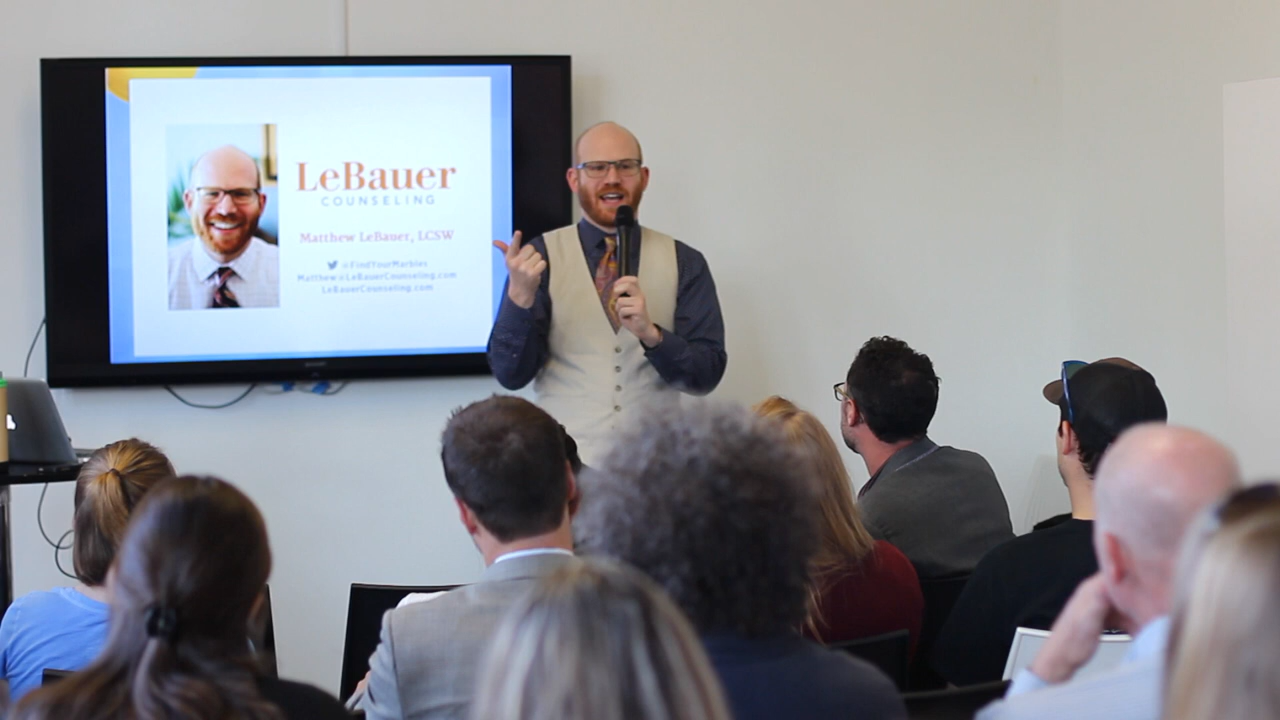 LeBauer
COUNSELING
Matthew LeBauer, LCSW
@FindYourMarbles
Matthew@LeBauerCounseling.com
LeBauerCounseling.com